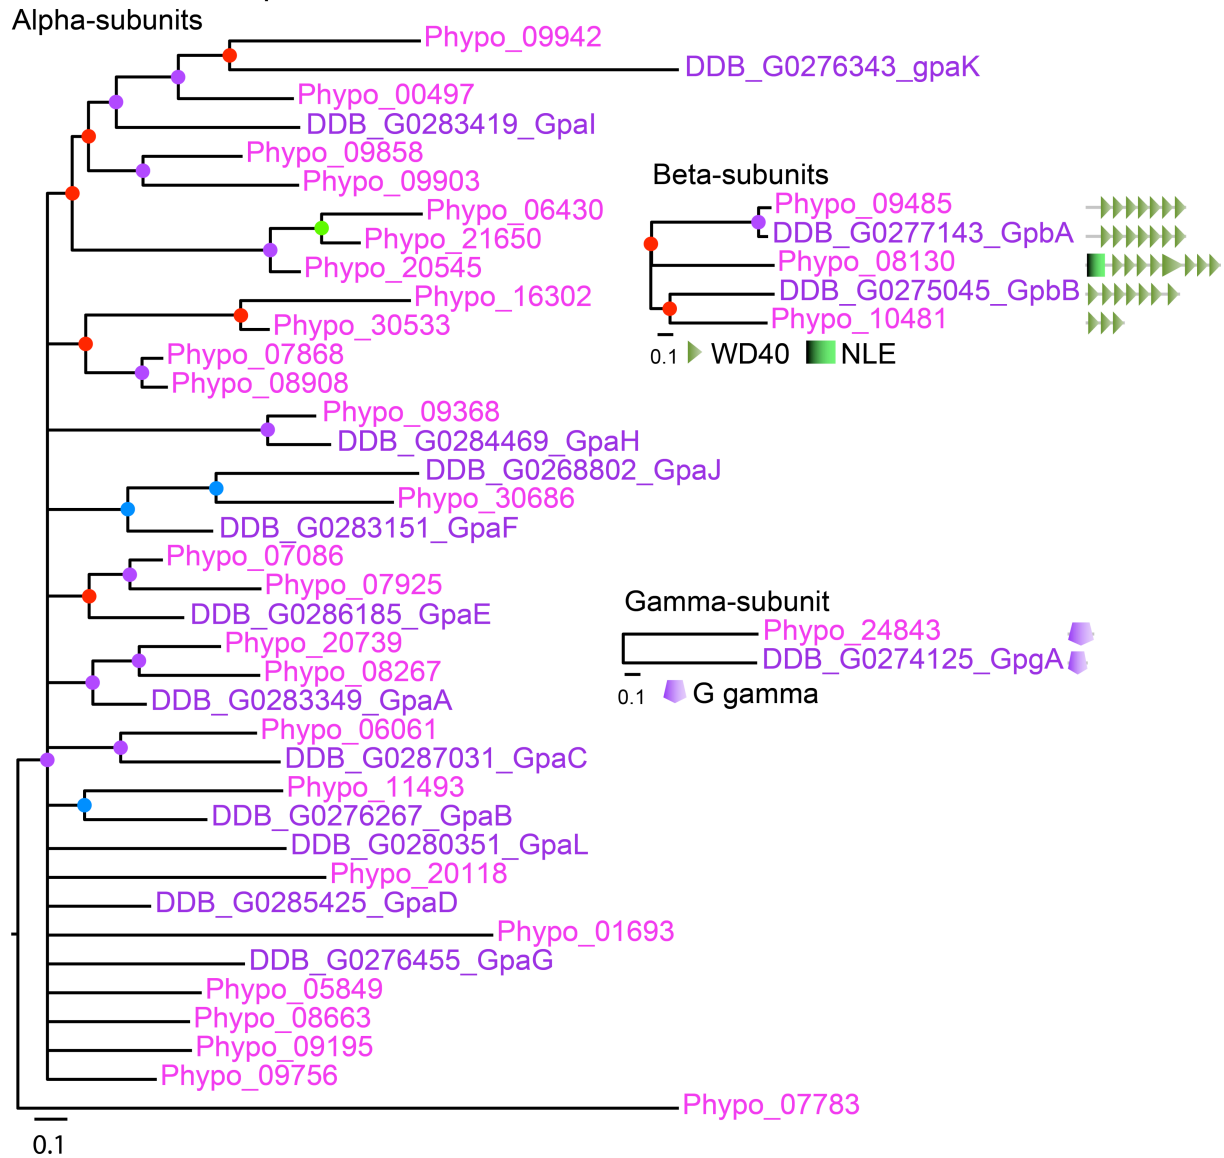 Alpha-subunits
Phypo_09942
DDB_G0276343_gpaK
Phypo_00497
DDB_G0283419_GpaI
Phypo_09858
Phypo_09903
Phypo_06430
Phypo_21650
Phypo_20545
Phypo_16302
Phypo_30533
Phypo_07868
Phypo_08908
Phypo_09368
DDB_G0284469_GpaH
DDB_G0268802_GpaJ
Phypo_30686
DDB_G0283151_GpaF
Phypo_07086
Phypo_07925
DDB_G0286185_GpaE
Phypo_20739
Phypo_08267
DDB_G0283349_GpaA
Phypo_06061
DDB_G0287031_GpaC
Phypo_11493
DDB_G0276267_GpaB
DDB_G0280351_GpaL
Phypo_20118
DDB_G0285425_GpaD
Phypo_01693
DDB_G0276455_GpaG
Phypo_05849
Phypo_08663
Phypo_09195
Phypo_09756
Phypo_07783
0.1
Beta-subunits
Phypo_09485
DDB_G0277143_GpbA
Phypo_08130
DDB_G0275045_GpbB
Phypo_10481
0.1 WD40 NLE
Gamma-subunit
Phypo_24843
DDB_G0274125_GpgA
0.1 G gamma